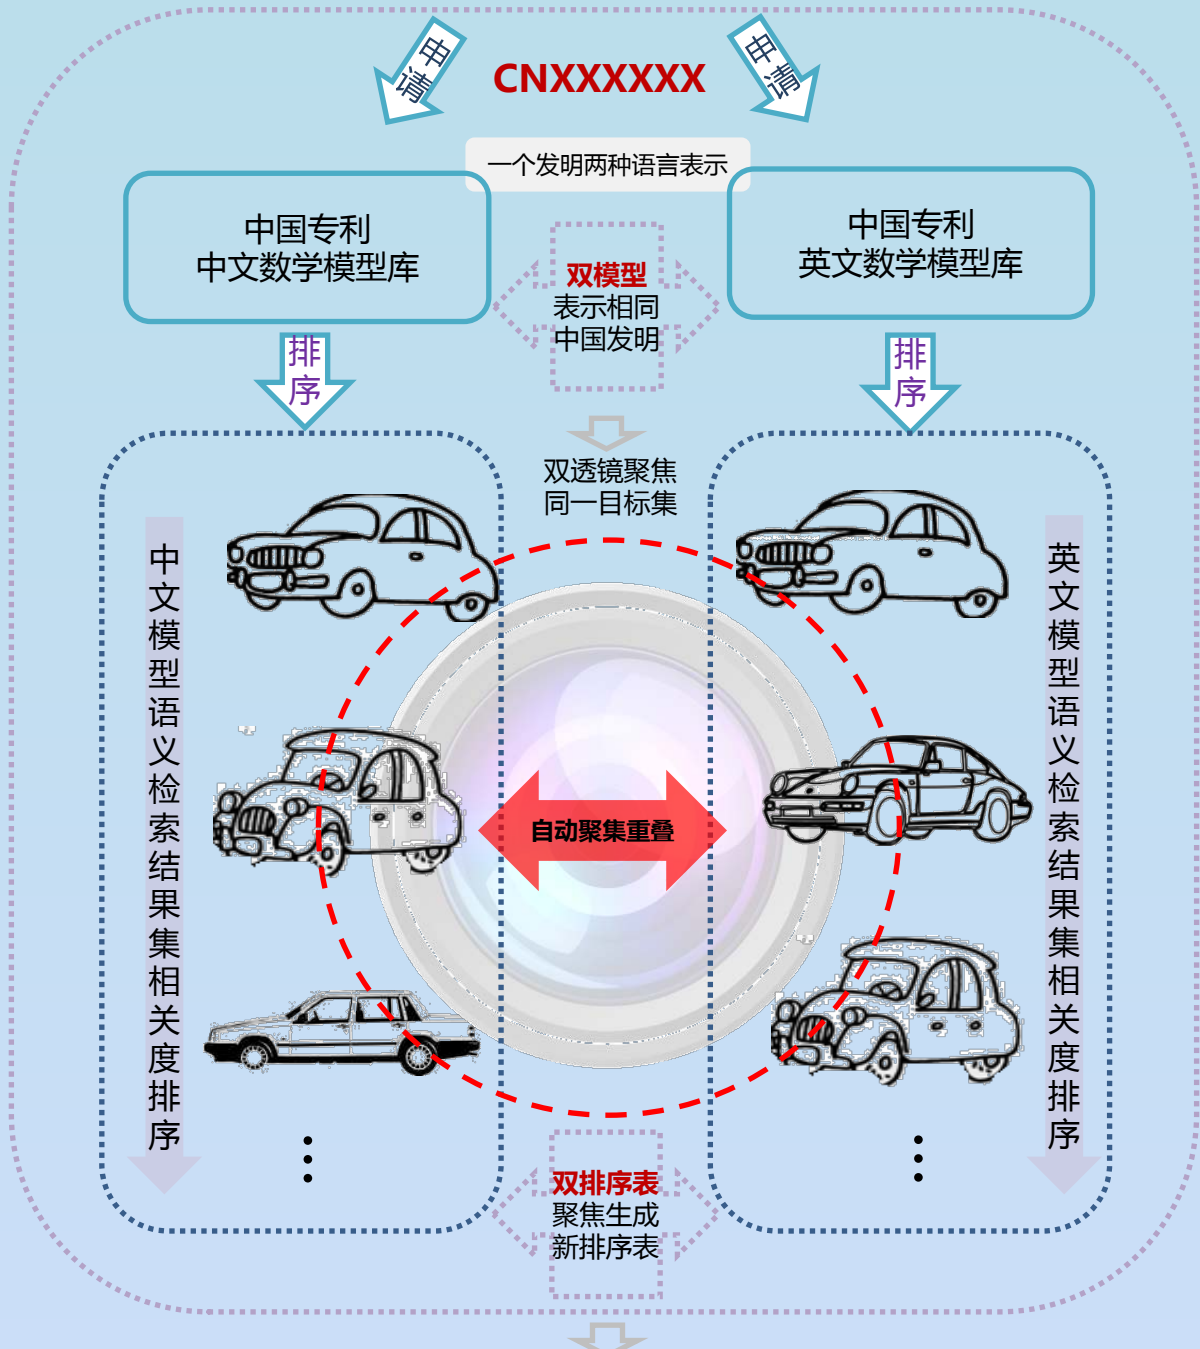 申请
CNXXXXXX
申请
一个发明两种语言表示
中国专利
中文数学模型库
中国专利
英文数学模型库
双模型
表示相同
中国发明
排序
排序
双透镜聚焦
同一目标集
中文模型语义检索结果集相关度排序
英文模型语义检索结果集相关度排序
自动聚集重叠
双排序表
聚焦生成
新排序表